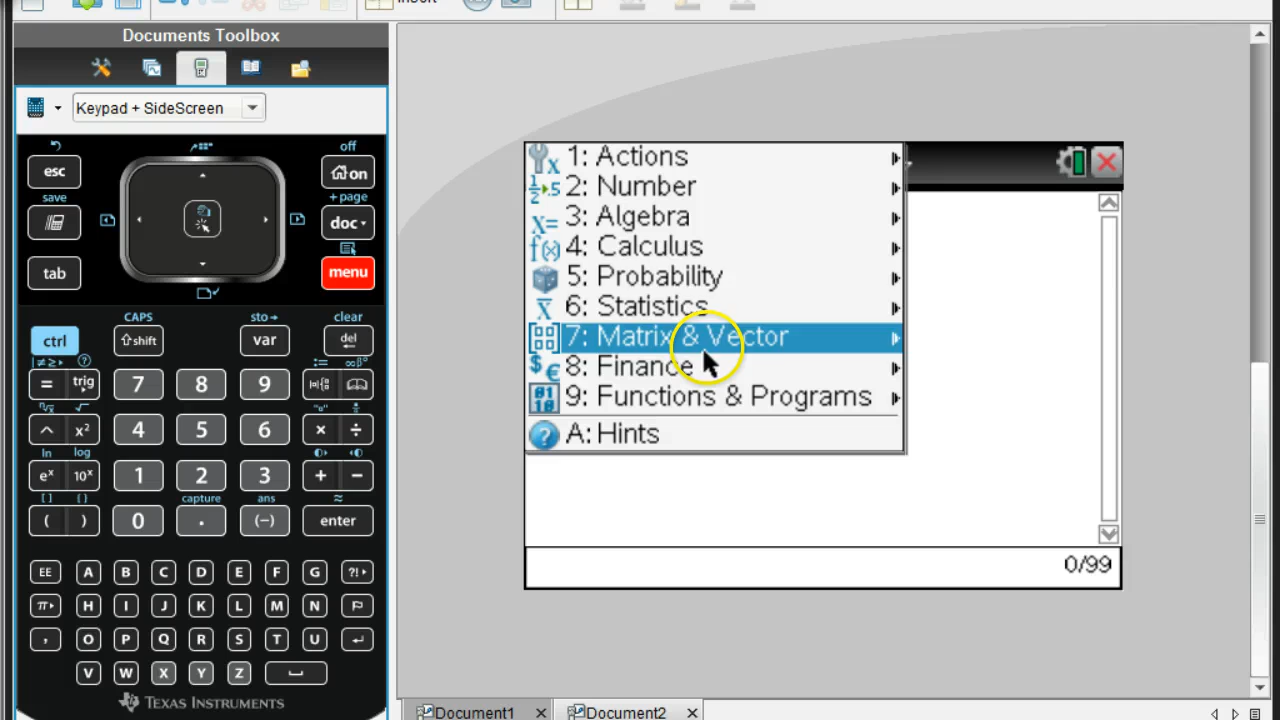 Insert
Documents Toolbox
Keypad + SideScreen
off
esc
on
save
+ page
doc
tab
menu
CAPS
sto→
clear
ctrl
⇧shift
var
del
= trig 7 8 9
^ x² 4 5 6 × ÷
ln log
eˣ 10ˣ 1 2 3 + −
[ ] { } capture ans ≈
( ) 0 . (−) enter
EE A B C D E F G ?!▸
π▸ H I J K L M N
, O P Q R S T U ↵
V W X Y Z
TEXAS INSTRUMENTS
1: Actions
2: Number
3: Algebra
4: Calculus
5: Probability
6: Statistics
7: Matrix & Vector
8: Finance
9: Functions & Programs
A: Hints
0/99
Document1
Document2